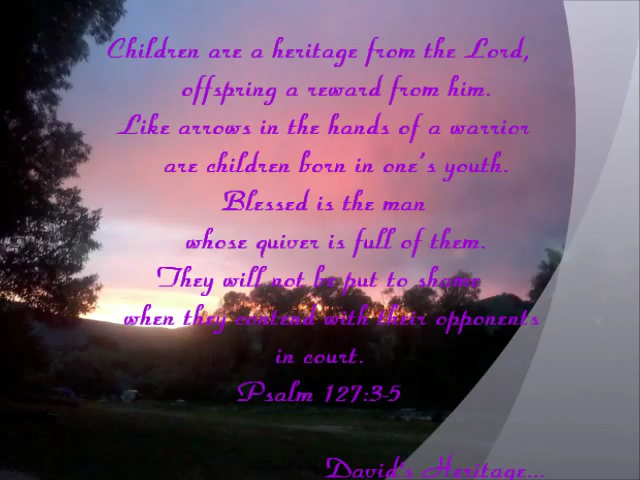 Children are a heritage from the Lord,
offspring a reward from him.
Like arrows in the hands of a warrior
are children born in one's youth.
Blessed is the man
whose quiver is full of them.
They will not be put to shame
when they contend with their opponents
in court.
Psalm 127:3-5
David's Heritage...